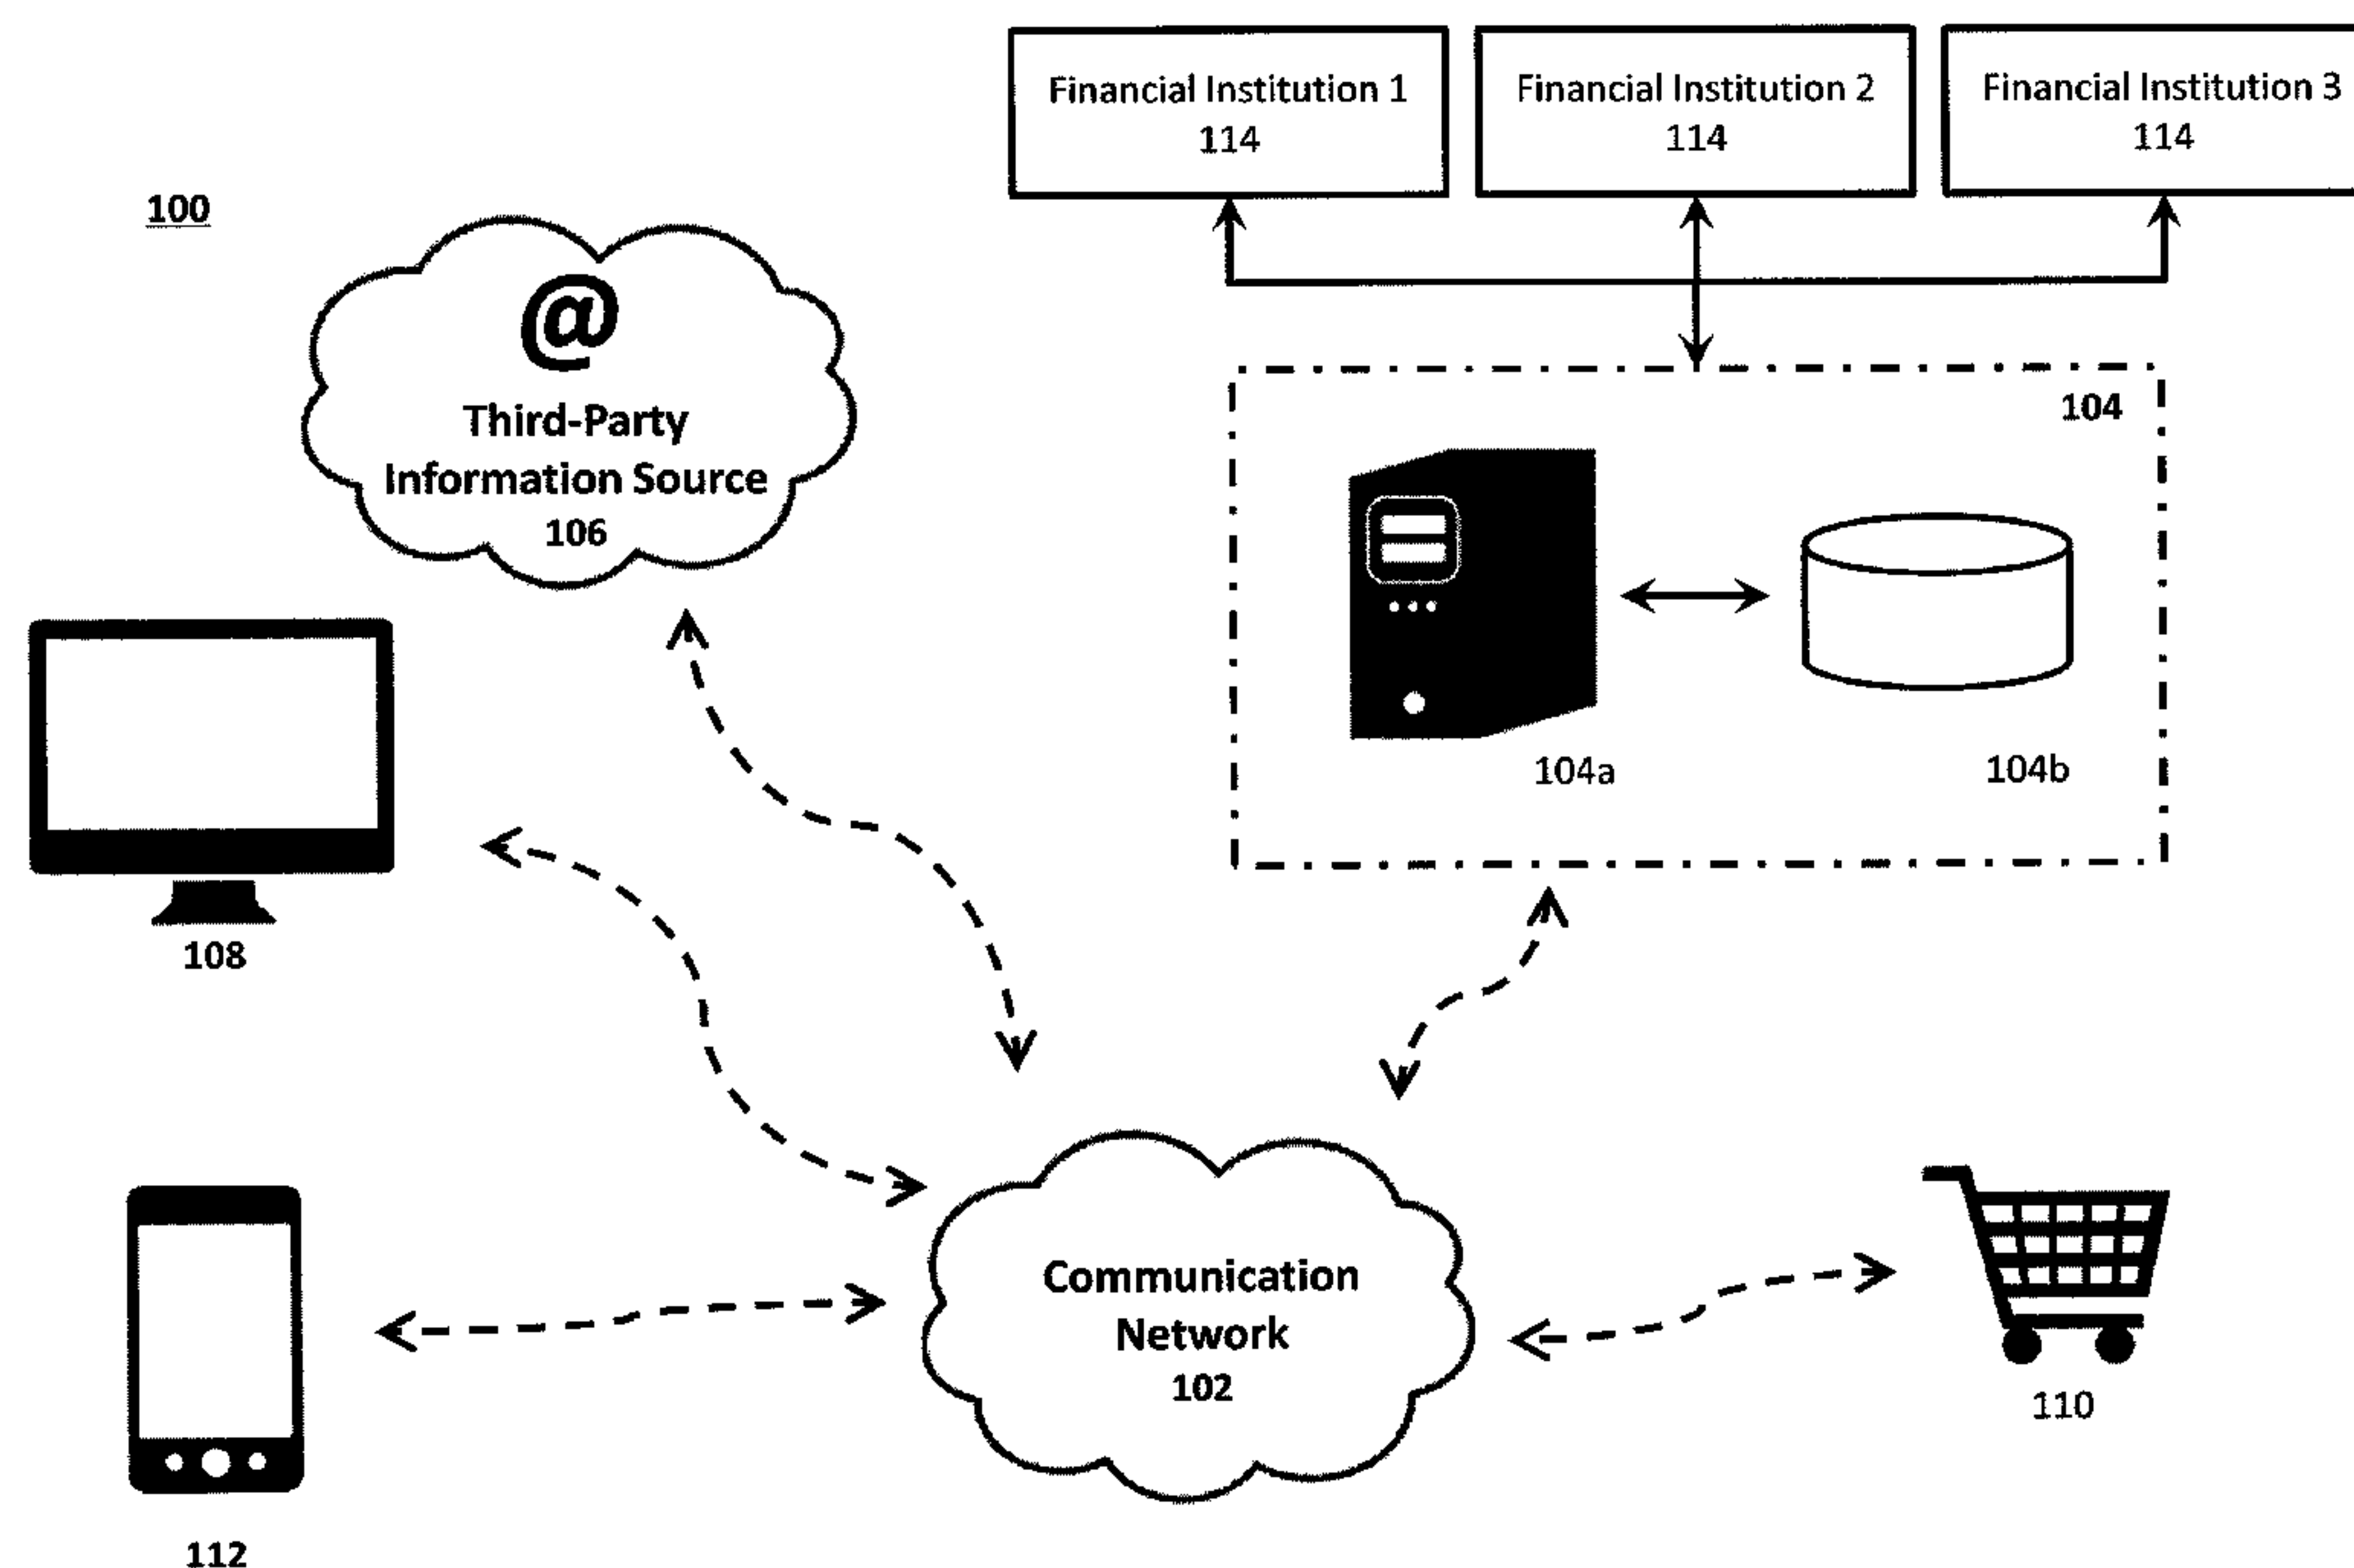 Financial Institution 1
114
Financial Institution 2
114
Financial Institution 3
114
100
@
Third-Party
Information Source
106
104
104a
104b
108
Communication
Network
102
110
112